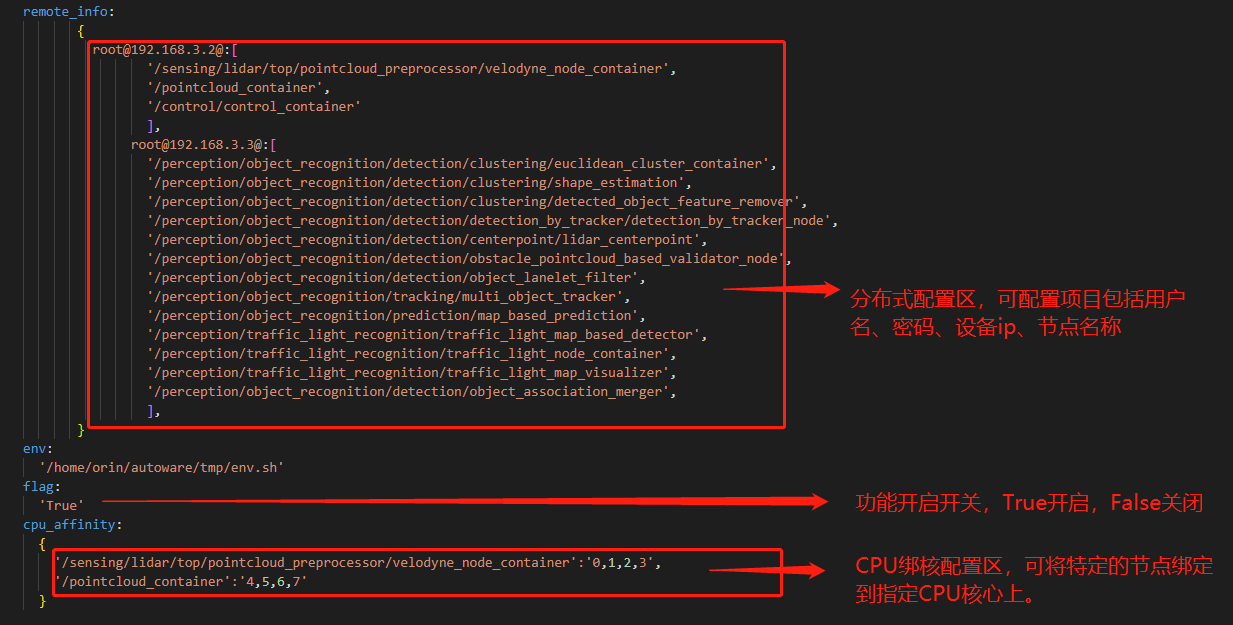 remote_info:
{
root@192.168.3.2@:[
'/sensing/lidar/top/pointcloud_preprocessor/velodyne_node_container',
'/pointcloud_container',
'/control/control_container'
],
root@192.168.3.3@:[
'/perception/object_recognition/detection/clustering/euclidean_cluster_container',
'/perception/object_recognition/detection/clustering/shape_estimation',
'/perception/object_recognition/detection/clustering/detected_object_feature_remover',
'/perception/object_recognition/detection/detection_by_tracker/detection_by_tracker_node',
'/perception/object_recognition/detection/centerpoint/lidar_centerpoint',
'/perception/object_recognition/detection/obstacle_pointcloud_based_validator_node',
'/perception/object_recognition/detection/object_lanelet_filter',
'/perception/object_recognition/tracking/multi_object_tracker',
'/perception/object_recognition/prediction/map_based_prediction',
'/perception/traffic_light_recognition/traffic_light_map_based_detector',
'/perception/traffic_light_recognition/traffic_light_node_container',
'/perception/traffic_light_recognition/traffic_light_map_visualizer',
'/perception/object_recognition/detection/object_association_merger',
],
}
分布式配置区，可配置项目包括用户
名、密码、设备ip、节点名称
env:
'/home/orin/autoware/tmp/env.sh'
flag:
'True'
功能开启开关，True开启，False关闭
cpu_affinity:
{
'/sensing/lidar/top/pointcloud_preprocessor/velodyne_node_container':'0,1,2,3',
'/pointcloud_container':'4,5,6,7'
}
CPU绑核配置区，可将特定的节点绑定
到指定CPU核心上。